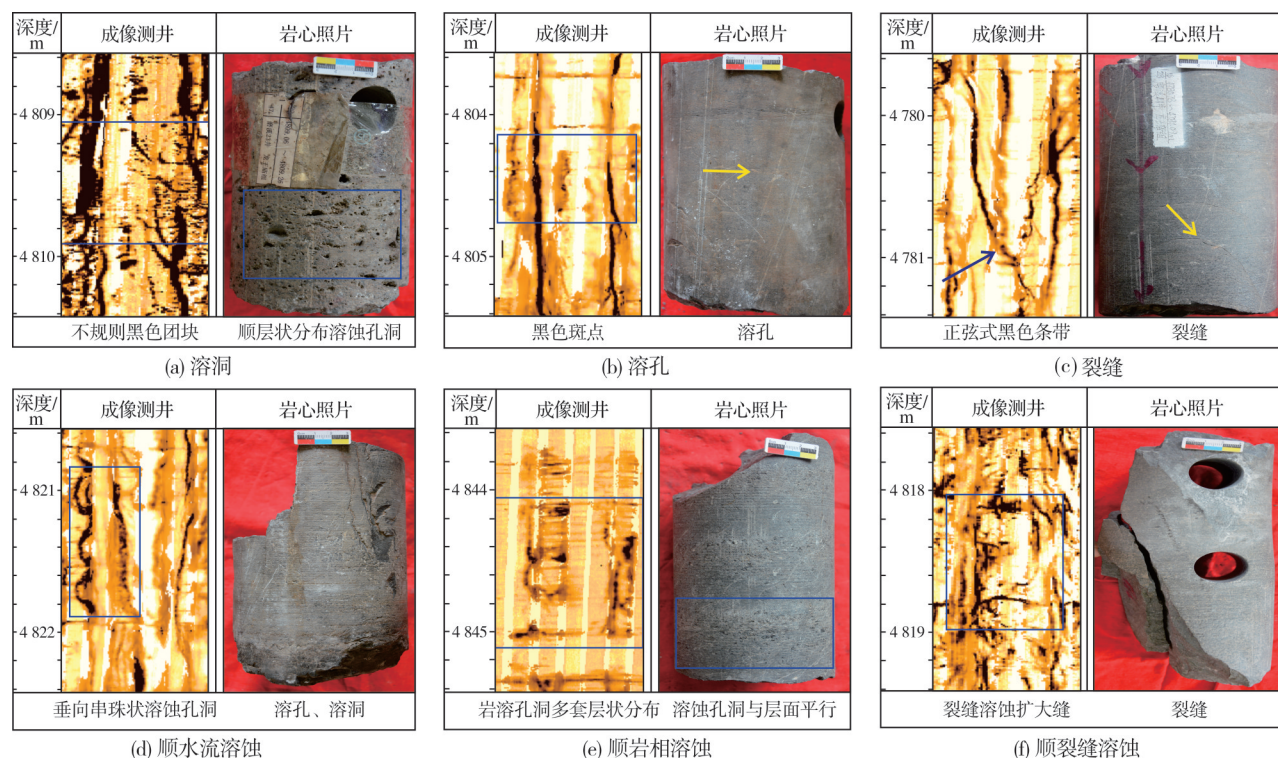 深度/m 成像测井 岩心照片
4 809
4 810
不规则黑色团块 顺层状分布溶蚀孔洞
(a) 溶洞
深度/m 成像测井 岩心照片
4 804
4 805
黑色斑点 溶孔
(b) 溶孔
深度/m 成像测井 岩心照片
4 780
4 781
正弦式黑色条带 裂缝
(c) 裂缝
深度/m 成像测井 岩心照片
4 821
4 822
垂向串珠状溶蚀孔洞 溶孔、溶洞
(d) 顺水流溶蚀
深度/m 成像测井 岩心照片
4 844
4 845
岩溶孔洞多套层状分布 溶蚀孔洞与层面平行
(e) 顺岩相溶蚀
深度/m 成像测井 岩心照片
4 818
4 819
裂缝溶蚀扩大缝 裂缝
(f) 顺裂缝溶蚀